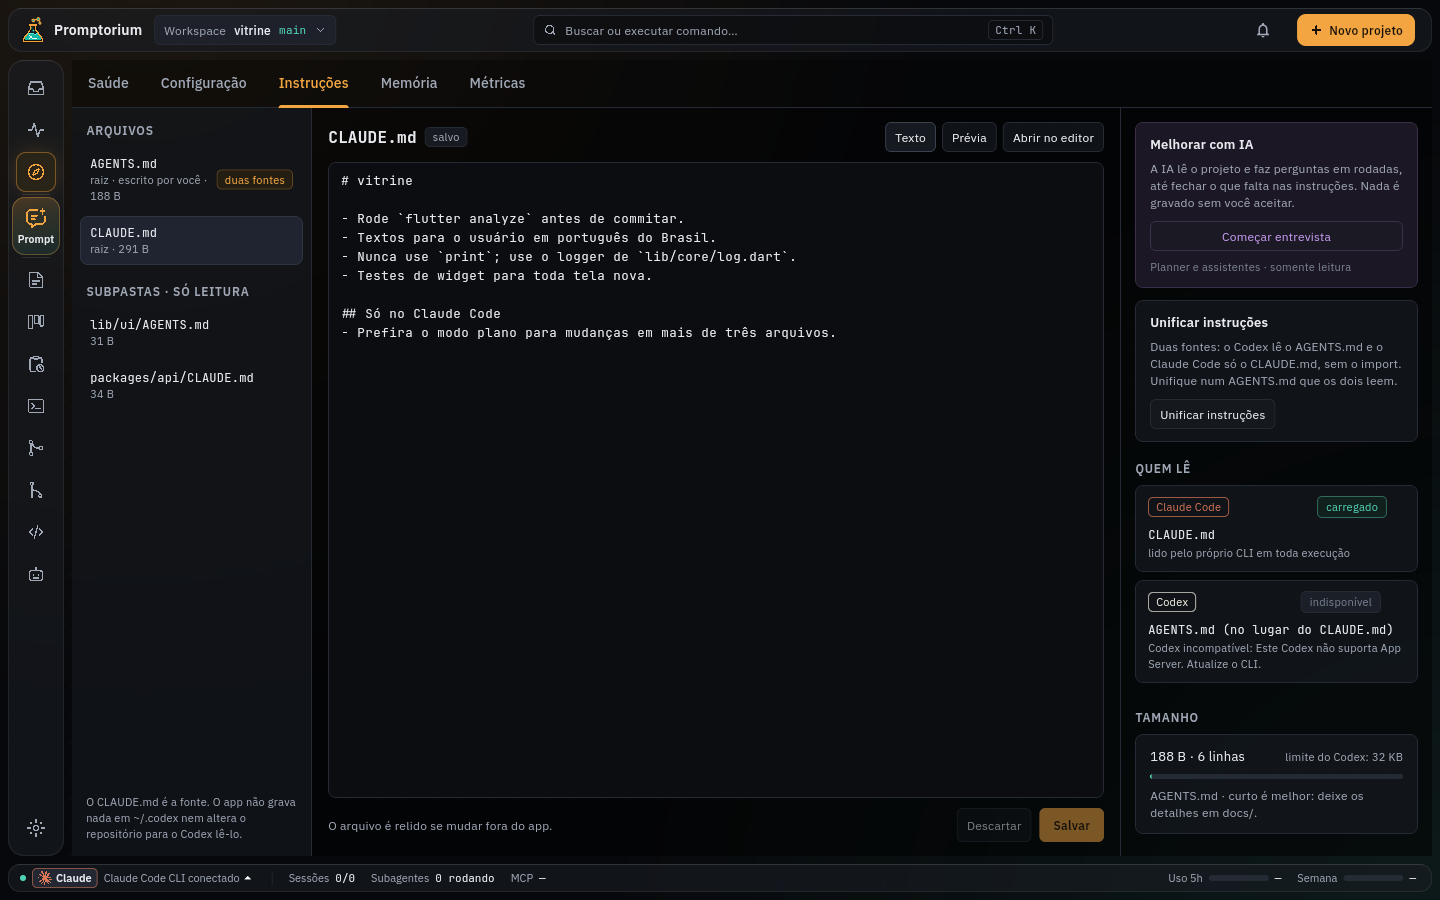 Promptorium
Workspace vitrine main
Buscar ou executar comando...
Ctrl K
+ Novo projeto
Saúde
Configuração
Instruções
Memória
Métricas
Prompt
ARQUIVOS
AGENTS.md
raiz · escrito por você ·
188 B
duas fontes
CLAUDE.md
raiz · 291 B
SUBPASTAS · SÓ LEITURA
lib/ui/AGENTS.md
31 B
packages/api/CLAUDE.md
34 B
O CLAUDE.md é a fonte. O app não grava
nada em ~/.codex nem altera o
repositório para o Codex lê-lo.
CLAUDE.md
salvo
Texto
Prévia
Abrir no editor
# vitrine
- Rode `flutter analyze` antes de commitar.
- Textos para o usuário em português do Brasil.
- Nunca use `print`; use o logger de `lib/core/log.dart`.
- Testes de widget para toda tela nova.
## Só no Claude Code
- Prefira o modo plano para mudanças em mais de três arquivos.
O arquivo é relido se mudar fora do app.
Descartar
Salvar
Melhorar com IA
A IA lê o projeto e faz perguntas em rodadas,
até fechar o que falta nas instruções. Nada é
gravado sem você aceitar.
Começar entrevista
Planner e assistentes · somente leitura
Unificar instruções
Duas fontes: o Codex lê o AGENTS.md e o
Claude Code só o CLAUDE.md, sem o import.
Unifique num AGENTS.md que os dois leem.
Unificar instruções
QUEM LÊ
Claude Code
carregado
CLAUDE.md
lido pelo próprio CLI em toda execução
Codex
indisponível
AGENTS.md (no lugar do CLAUDE.md)
Codex incompatível: Este Codex não suporta App
Server. Atualize o CLI.
TAMANHO
188 B · 6 linhas
limite do Codex: 32 KB
AGENTS.md · curto é melhor: deixe os
detalhes em docs/.
Claude
Claude Code CLI conectado
Sessões 0/0
Subagentes 0 rodando
MCP —
Uso 5h —
Semana —